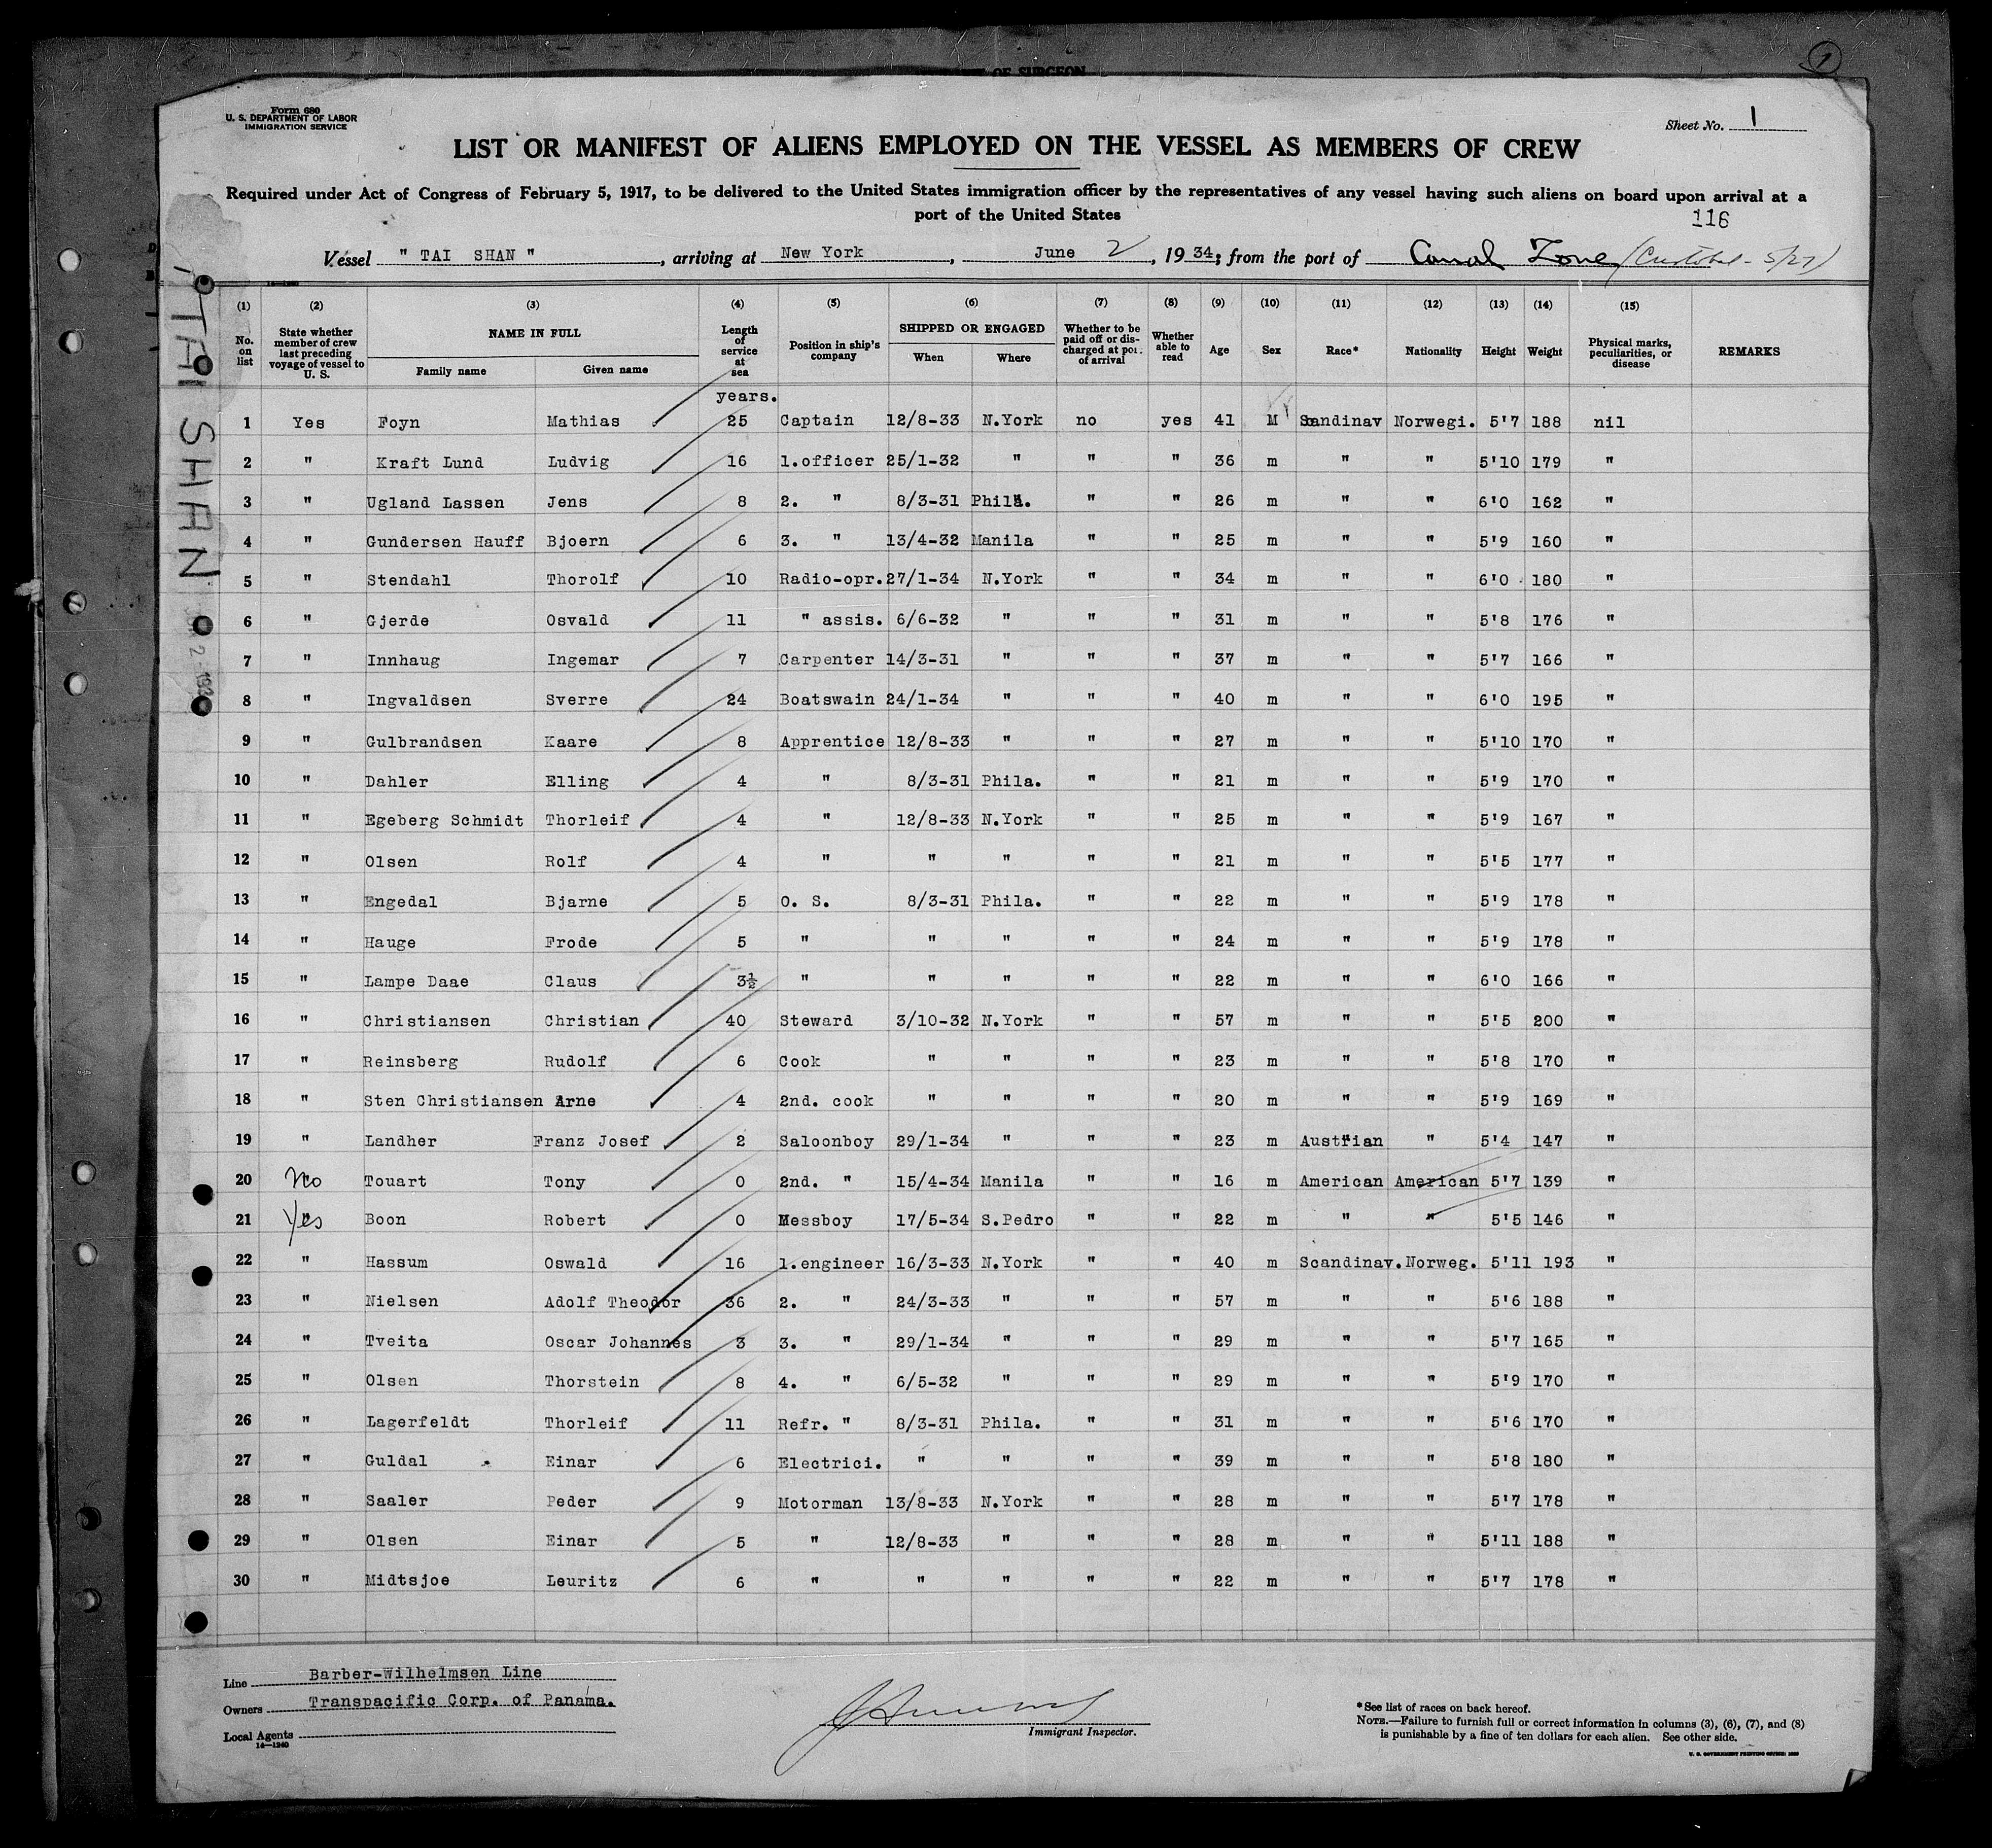 OF SURGEON
1
Form 680
U. S. DEPARTMENT OF LABOR
IMMIGRATION SERVICE
Sheet No. 1
LIST OR MANIFEST OF ALIENS EMPLOYED ON THE VESSEL AS MEMBERS OF CREW
Required under Act of Congress of February 5, 1917, to be delivered to the United States immigration officer by the representatives of any vessel having such aliens on board upon arrival at a
port of the United States
116
Vessel " TAI SHAN ", arriving at New York, June 2, 1934; from the port of Canal Zone (Cristobal - 5/27)
TAI SHAN
(1) (2) (3) (4) (5) (6) (7) (8) (9) (10) (11) (12) (13) (14) (15)
No. on list State whether member of crew last preceding voyage of vessel to U. S. NAME IN FULL Family name Given name Length of service at sea Position in ship's company SHIPPED OR ENGAGED When Where Whether to be paid off or discharged at port of arrival Whether able to read Age Sex Race* Nationality Height Weight Physical marks, peculiarities, or disease REMARKS
years.
1 Yes Foyn Mathias 25 Captain 12/8-33 N.York no yes 41 M Scandinav Norwegi. 5'7 188 nil
2 " Kraft Lund Ludvig 16 1.officer 25/1-32 " " " 36 m " " 5'10 179 "
3 " Ugland Lassen Jens 8 2. " 8/3-31 Phila. " " 26 m " " 6'0 162 "
4 " Gundersen Hauff Bjoern 6 3. " 13/4-32 Manila " " 25 m " " 5'9 160 "
5 " Stendahl Thorolf 10 Radio-opr. 27/1-34 N.York " " 34 m " " 6'0 180 "
6 " Gjerde Osvald 11 " assis. 6/6-32 " " " 31 m " " 5'8 176 "
7 " Innhaug Ingemar 7 Carpenter 14/3-31 " " " 37 m " " 5'7 166 "
8 " Ingvaldsen Sverre 24 Boatswain 24/1-34 " " 40 m " " 6'0 195 "
9 " Gulbrandsen Kaare 8 Apprentice 12/8-33 " " " 27 m " " 5'10 170 "
10 " Dahler Elling 4 " 8/3-31 Phila. " " 21 m " " 5'9 170 "
11 " Egeberg Schmidt Thorleif 4 " 12/8-33 N.York " " 25 m " " 5'9 167 "
12 " Olsen Rolf 4 " " " " " 21 m " " 5'5 177 "
13 " Engedal Bjarne 5 O. S. 8/3-31 Phila. " " 22 m " " 5'9 178 "
14 " Hauge Frode 5 " " " " " 24 m " " 5'9 178 "
15 " Lampe Daae Claus 3½ " " " " " 22 m " " 6'0 166 "
16 " Christiansen Christian 40 Steward 3/10-32 N.York " " 57 m " " 5'5 200 "
17 " Reinsberg Rudolf 6 Cook " " " " 23 m " " 5'8 170 "
18 " Sten Christiansen Arne 4 2nd. cook " " " " 20 m " " 5'9 169 "
19 " Landher Franz Josef 2 Saloonboy 29/1-34 " " " 23 m Austrian " 5'4 147 "
20 No Touart Tony 0 2nd. " 15/4-34 Manila " " 16 m American American 5'7 139 "
21 Yes Boon Robert 0 Messboy 17/5-34 S.Pedro " " 22 m " " 5'5 146 "
22 " Hassum Oswald 16 1.engineer 16/3-33 N.York " " 40 m Scandinav. Norweg. 5'11 193 "
23 " Nielsen Adolf Theodor 36 2. " 24/3-33 " " " 57 m " " 5'6 188 "
24 " Tveita Oscar Johannes 3 3. " 29/1-34 " " " 29 m " " 5'7 165 "
25 " Olsen Thorstein 8 4. " 6/5-32 " " " 29 m " " 5'9 170 "
26 " Lagerfeldt Thorleif 11 Refr. " 8/3-31 Phila. " " 31 m " " 5'6 170 "
27 " Guldal Einar 6 Electrici. " " " " 39 m " " 5'8 180 "
28 " Saaler Peder 9 Motorman 13/8-33 N.York " " 28 m " " 5'7 178 "
29 " Olsen Einar 5 " 12/8-33 " " " 28 m " " 5'11 188 "
30 " Midtsjoe Leuritz 6 " " " " " 22 m " " 5'7 178 "
Line Barber-Wilhelmsen Line
Owners Transpacific Corp. of Panama.
Local Agents
14-1240
Immigrant Inspector.
*See list of races on back hereof.
NOTE.—Failure to furnish full or correct information in columns (3), (6), (7), and (8)
is punishable by a fine of ten dollars for each alien. See other side.